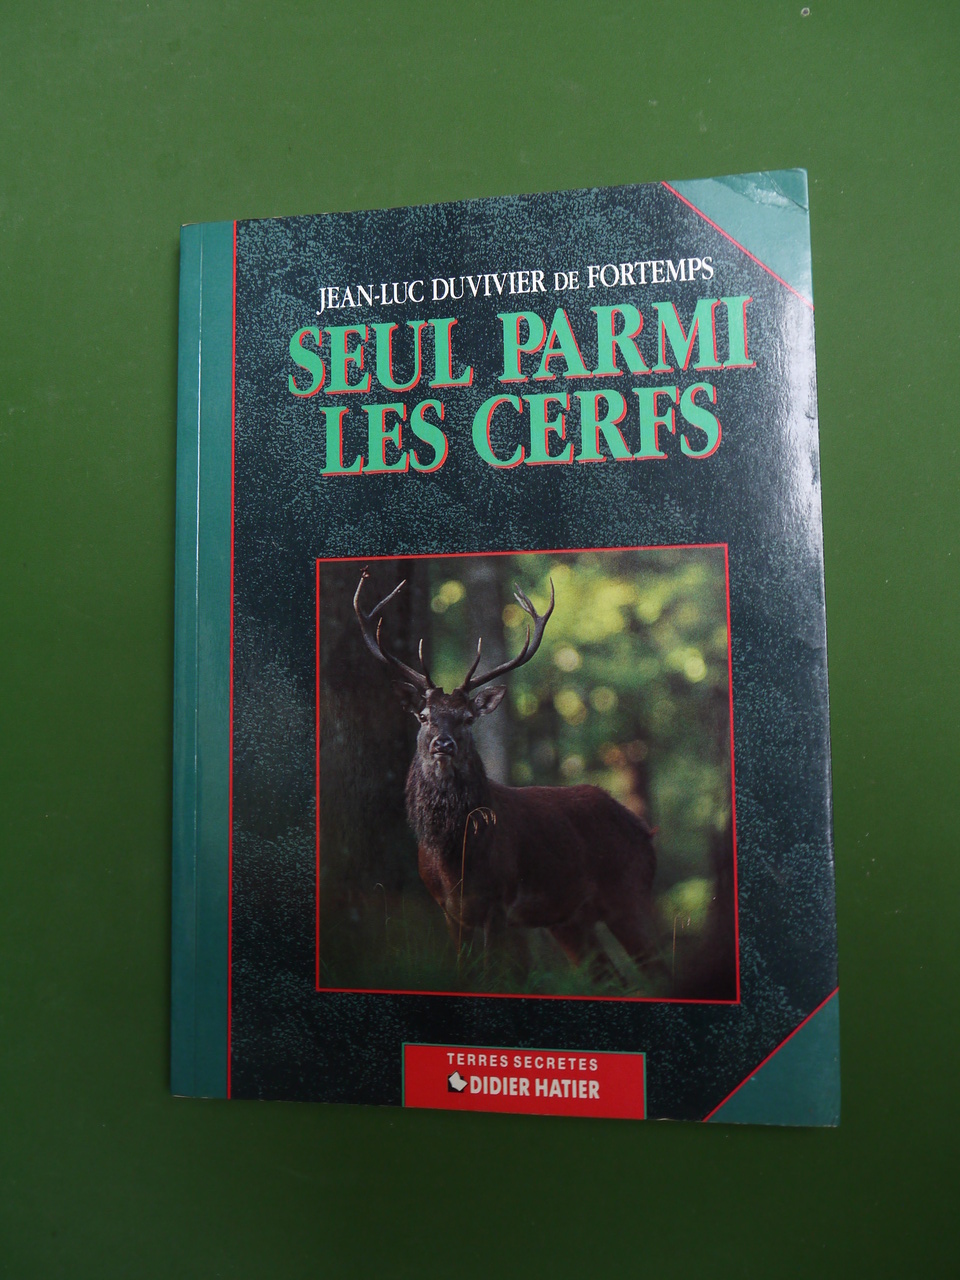 JEAN-LUC DUVIVIER DE FORTEMPS
SEUL PARMI
LES CERFS
TERRES SECRETES
DIDIER HATIER